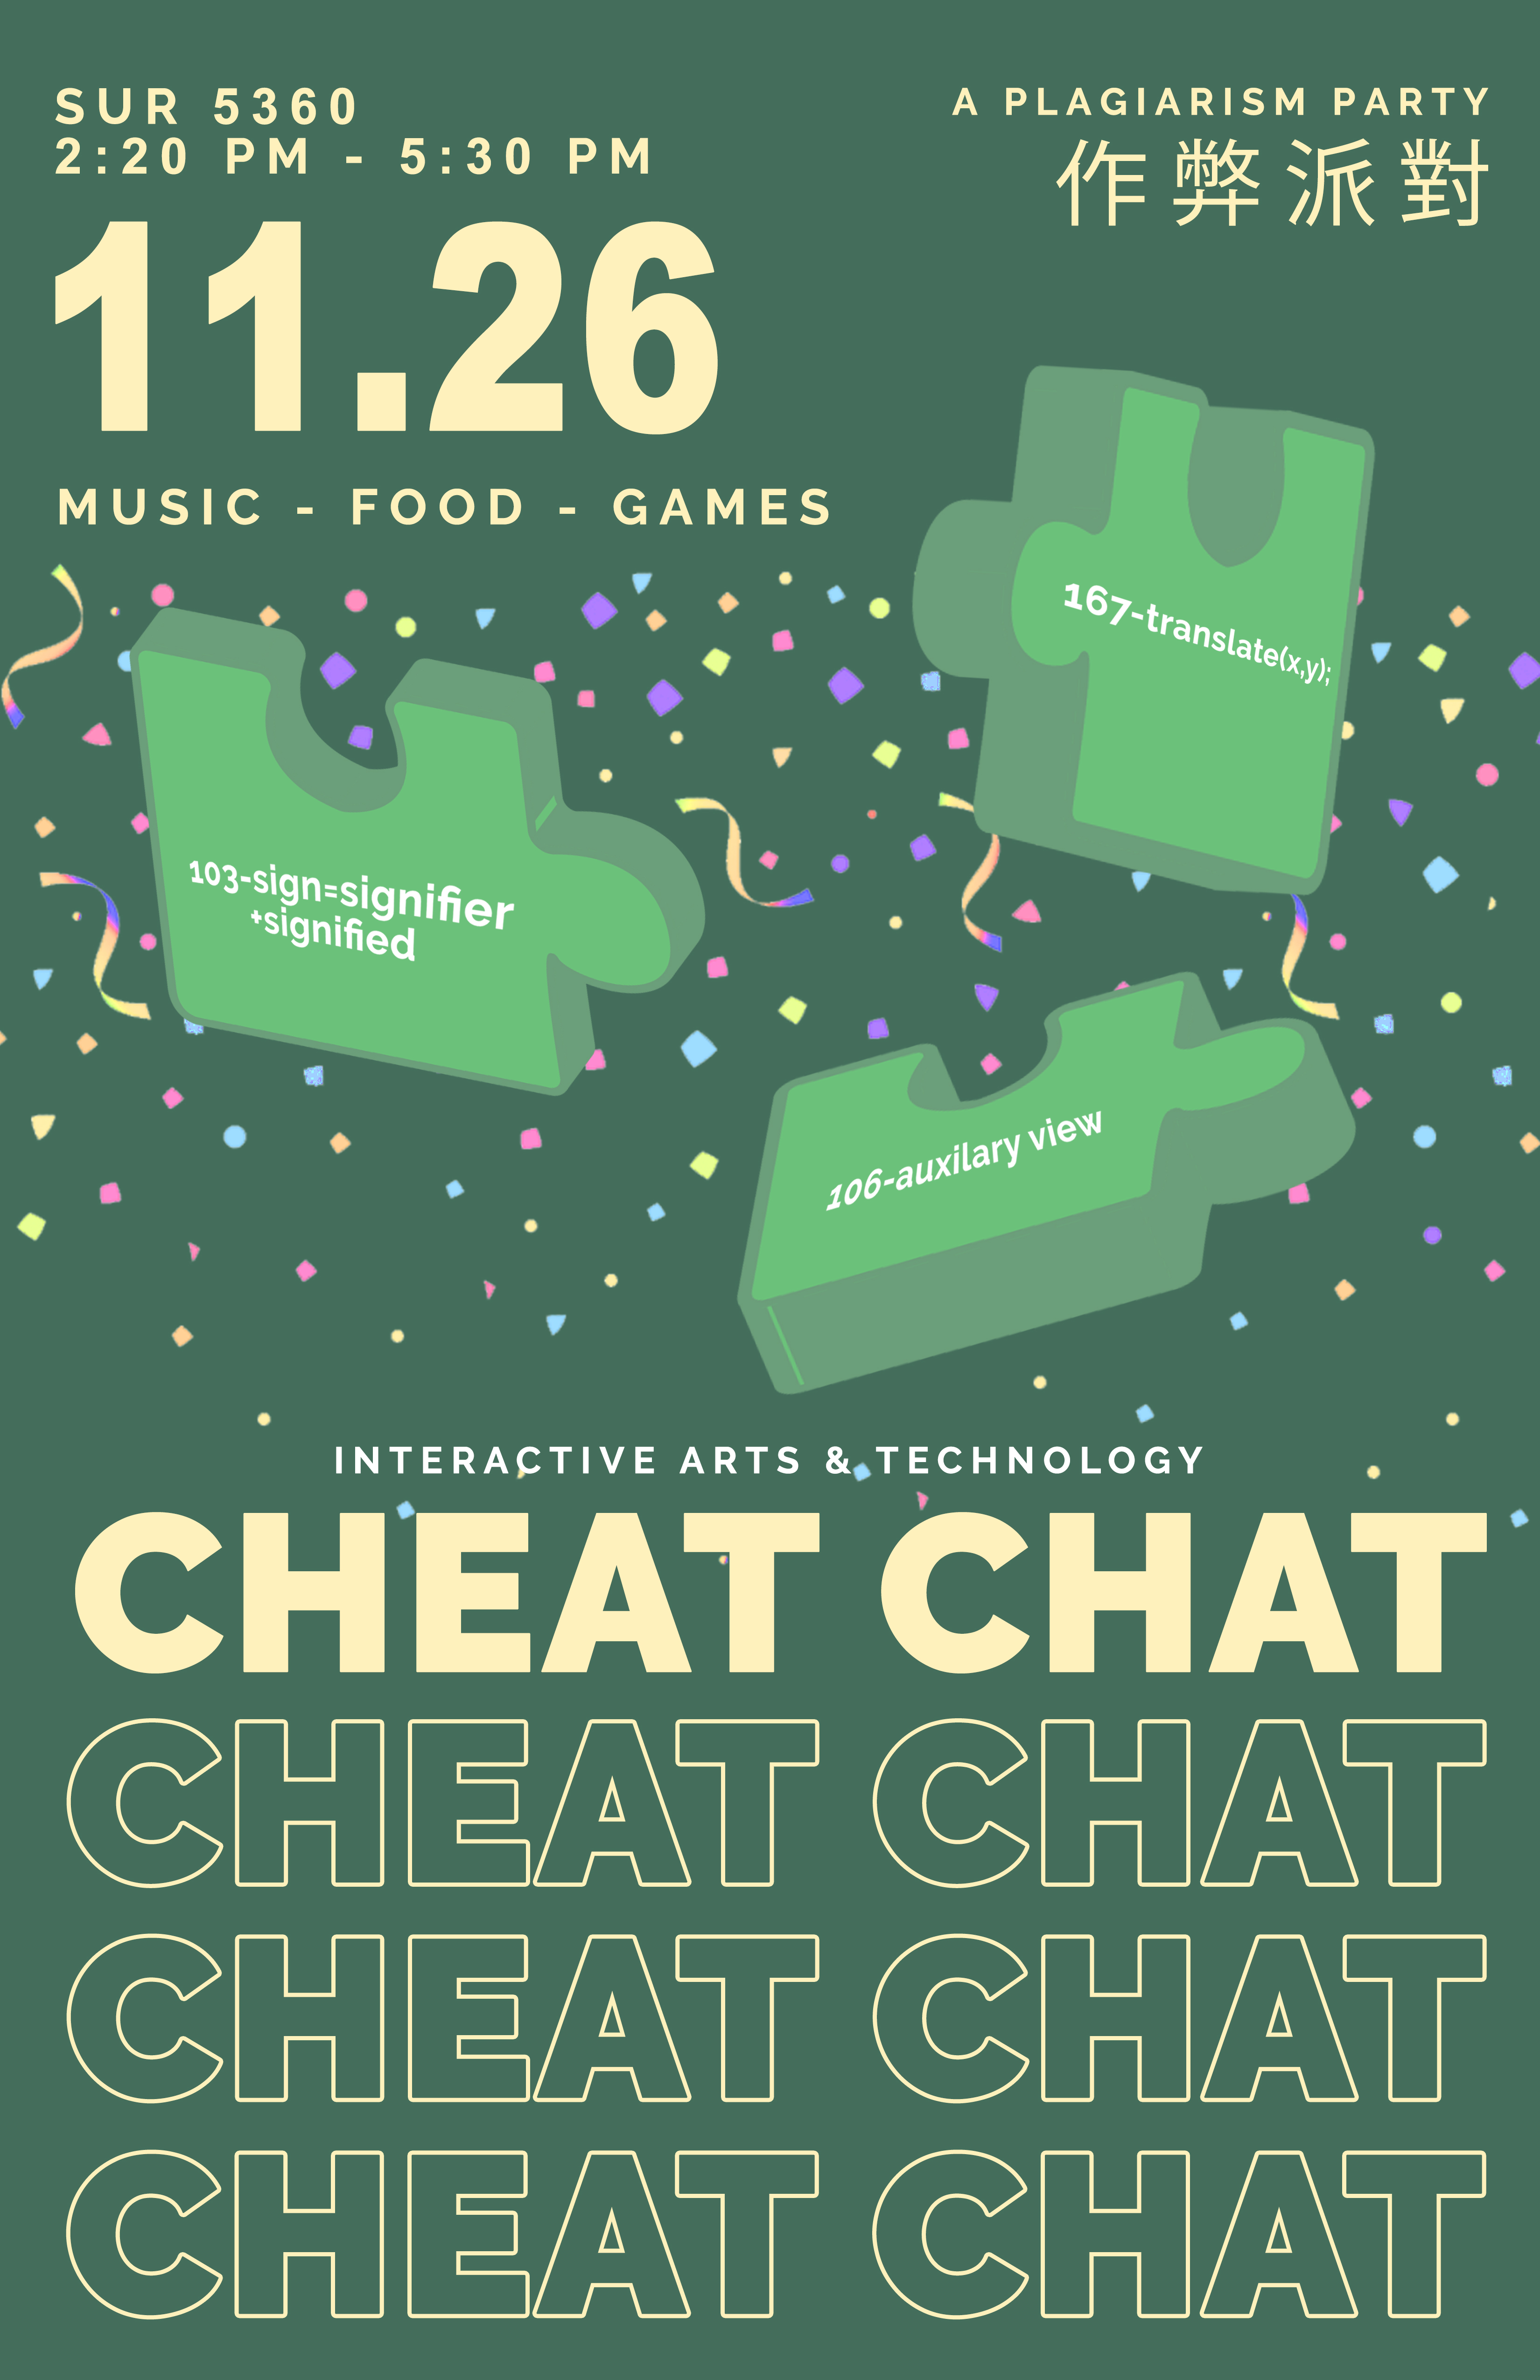 SUR 5360
2:20 PM - 5:30 PM
11.26
MUSIC - FOOD - GAMES
A PLAGIARISM PARTY
作弊派對
167-translate(x,y);
103-sign=signifier
+signified
106-auxilary view
INTERACTIVE ARTS & TECHNOLOGY
CHEAT CHAT
CHEAT CHAT
CHEAT CHAT
CHEAT CHAT